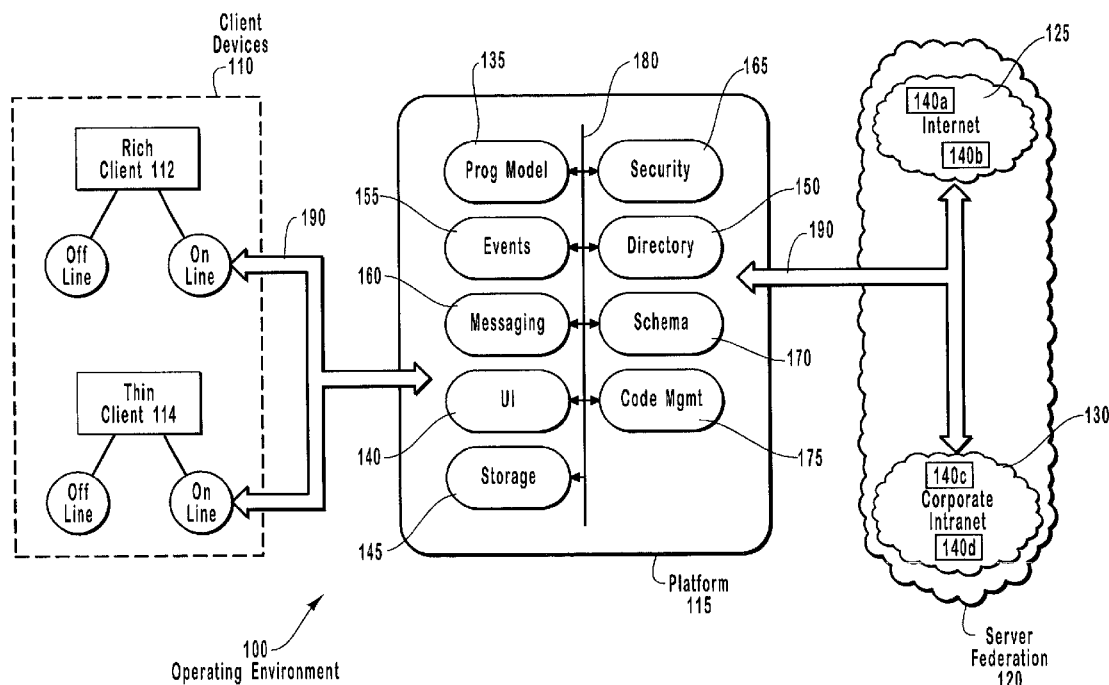 Client
Devices
110
Rich
Client 112
Off
Line
On
Line
190
Thin
Client 114
Off
Line
On
Line
100
Operating Environment
135
180
165
Prog Model
Security
155
150
Events
Directory
160
Messaging
Schema
170
UI
Code Mgmt
140
175
Storage
145
Platform
115
190
125
140a
Internet
140b
130
140c
Corporate
Intranet
140d
Server
Federation
120